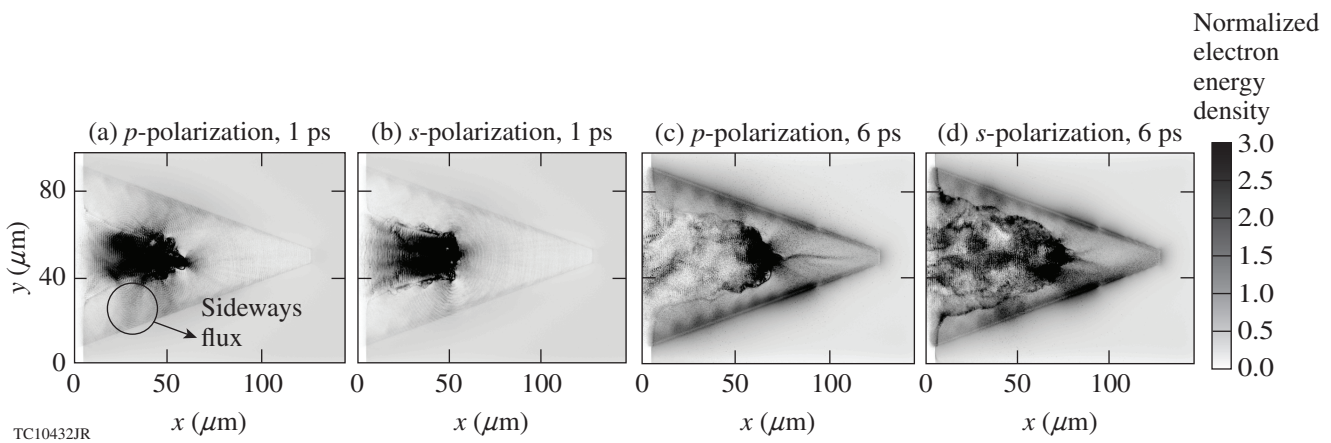 Normalized
electron
energy
density
(a) p-polarization, 1 ps
(b) s-polarization, 1 ps
(c) p-polarization, 6 ps
(d) s-polarization, 6 ps
3.0
2.5
2.0
1.5
1.0
0.5
0.0
80
40
0
y (μm)
Sideways
flux
0 50 100
0 50 100
0 50 100
0 50 100
x (μm)
x (μm)
x (μm)
x (μm)
TC10432JR